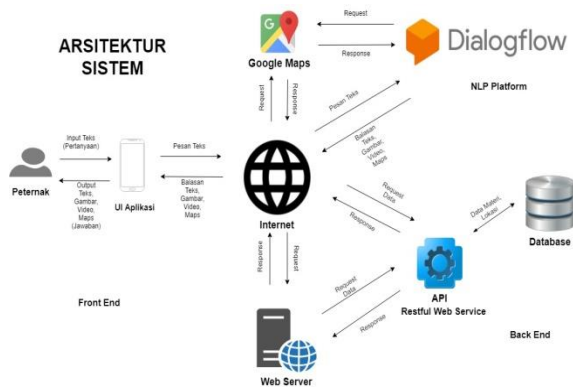 ARSITEKTUR
SISTEM
Google Maps
Request
Response
Dialogflow
NLP Platform
Request
Response
Pesan Teks
Balasan
Teks,
Gambar,
Video,
Maps
Input Teks
(Pertanyaan)
Peternak
Output
Teks,
Gambar,
Video,
Maps
(Jawaban)
UI Aplikasi
Pesan Teks
Balasan
Teks,
Gambar,
Video,
Maps
Internet
Request
Data
Response
Data Materi,
Lokasi
Database
Response
Request
API
Restful Web Service
Request
Data
Response
Front End
Back End
Web Server